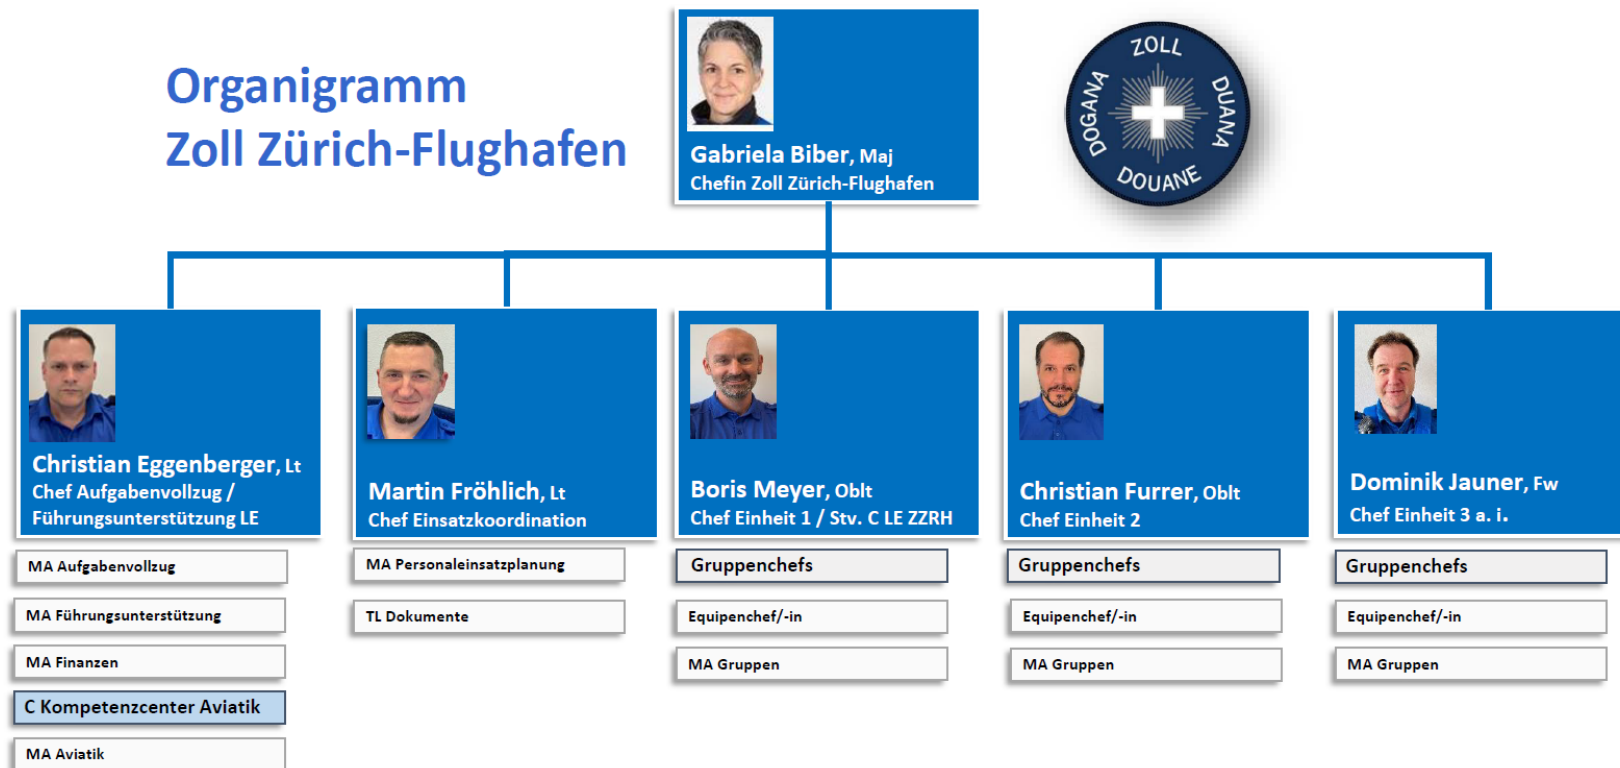 Organigramm
Zoll Zürich-Flughafen
Gabriela Biber, Maj
Chefin Zoll Zürich-Flughafen
ZOLL
DUANA
DOUANE
DOGANA
Christian Eggenberger, Lt
Chef Aufgabenvollzug /
Führungsunterstützung LE
MA Aufgabenvollzug
MA Führungsunterstützung
MA Finanzen
C Kompetenzcenter Aviatik
MA Aviatik
Martin Fröhlich, Lt
Chef Einsatzkoordination
MA Personaleinsatzplanung
TL Dokumente
Boris Meyer, Oblt
Chef Einheit 1 / Stv. C LE ZZRH
Gruppenchefs
Equipenchef/-in
MA Gruppen
Christian Furrer, Oblt
Chef Einheit 2
Gruppenchefs
Equipenchef/-in
MA Gruppen
Dominik Jauner, Fw
Chef Einheit 3 a. i.
Gruppenchefs
Equipenchef/-in
MA Gruppen